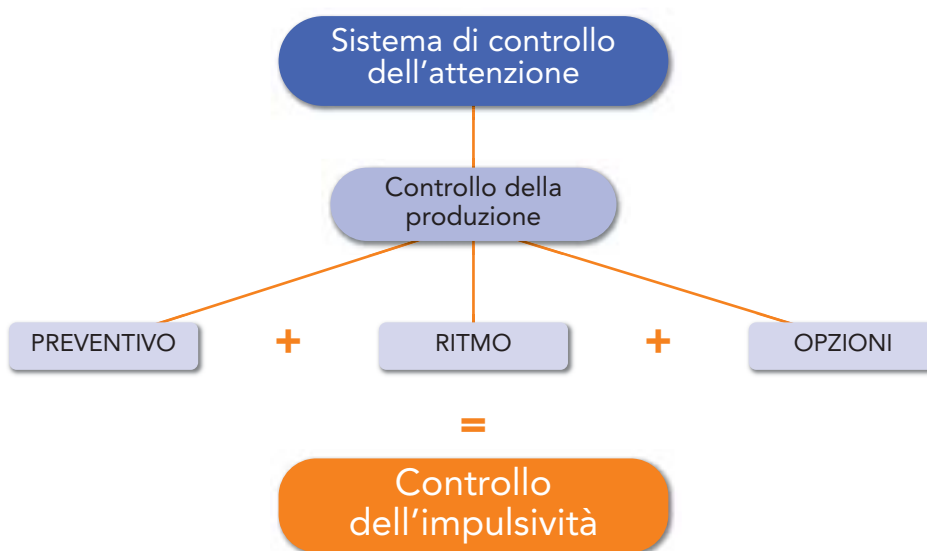 Sistema di controllo
dell’attenzione
Controllo della
produzione
PREVENTIVO + RITMO + OPZIONI
=
Controllo
dell’impulsività